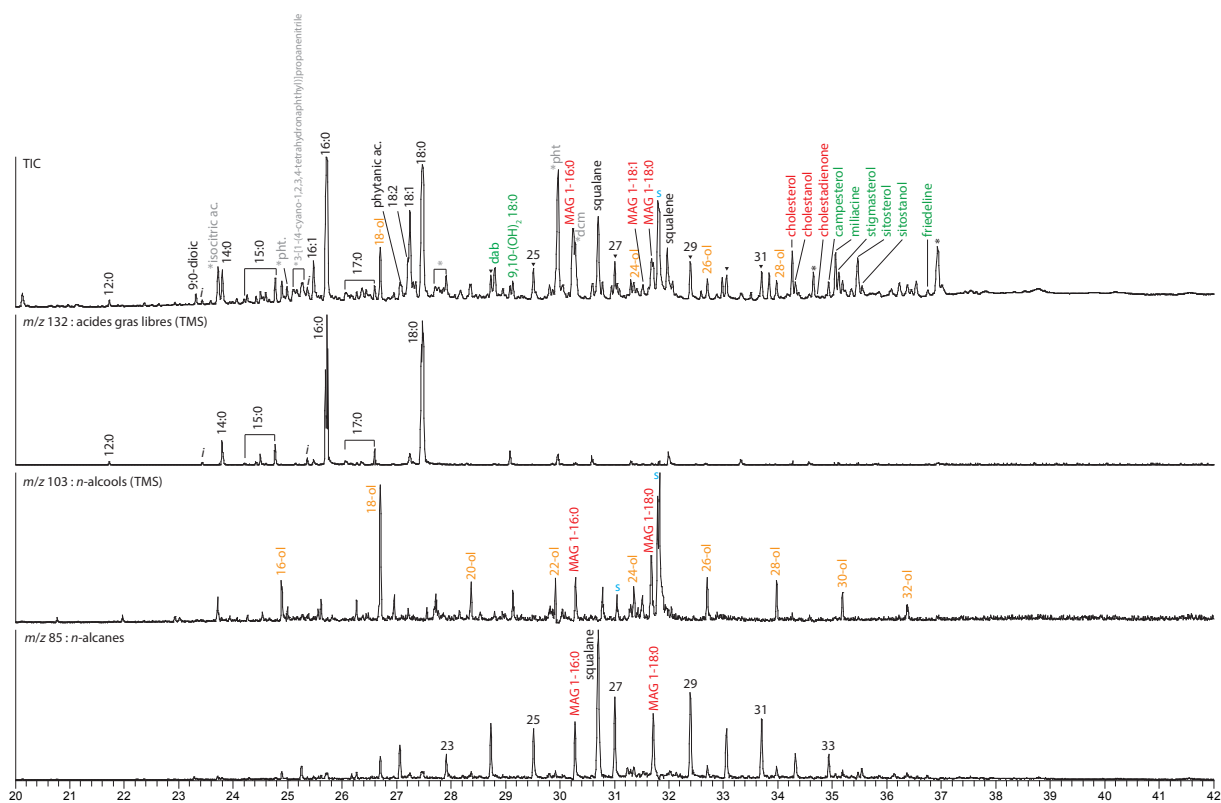 TIC
12:0
9:0-dioic
i
*isocitric ac.
14:0
15:0
*pht.
*3-[1-(4-cyano-1,2,3,4-tetrahydronaphthyl)]propanenitrile
i
16:1
16:0
17:0
18-ol
phytanic ac.
18:2
18:1
18:0
*
dab
9,10-(OH)2 18:0
25
*pht
MAG 1-16:0
*dcm
squalane
27
MAG 1-18:1
24-ol
MAG 1-18:0
s
squalene
29
26-ol
31
28-ol
cholesterol
cholestanol
*
cholestadienone
campesterol
miliacine
stigmasterol
sitosterol
sitostanol
friedeline
*
m/z 132 : acides gras libres (TMS)
12:0
i
14:0
15:0
i
16:0
17:0
18:0
m/z 103 : n-alcools (TMS)
16-ol
18-ol
20-ol
22-ol
MAG 1-16:0
s
24-ol
MAG 1-18:0
s
26-ol
28-ol
30-ol
32-ol
m/z 85 : n-alcanes
23
25
MAG 1-16:0
squalane
27
MAG 1-18:0
29
31
33
20 21 22 23 24 25 26 27 28 29 30 31 32 33 34 35 36 37 38 39 40 41 42